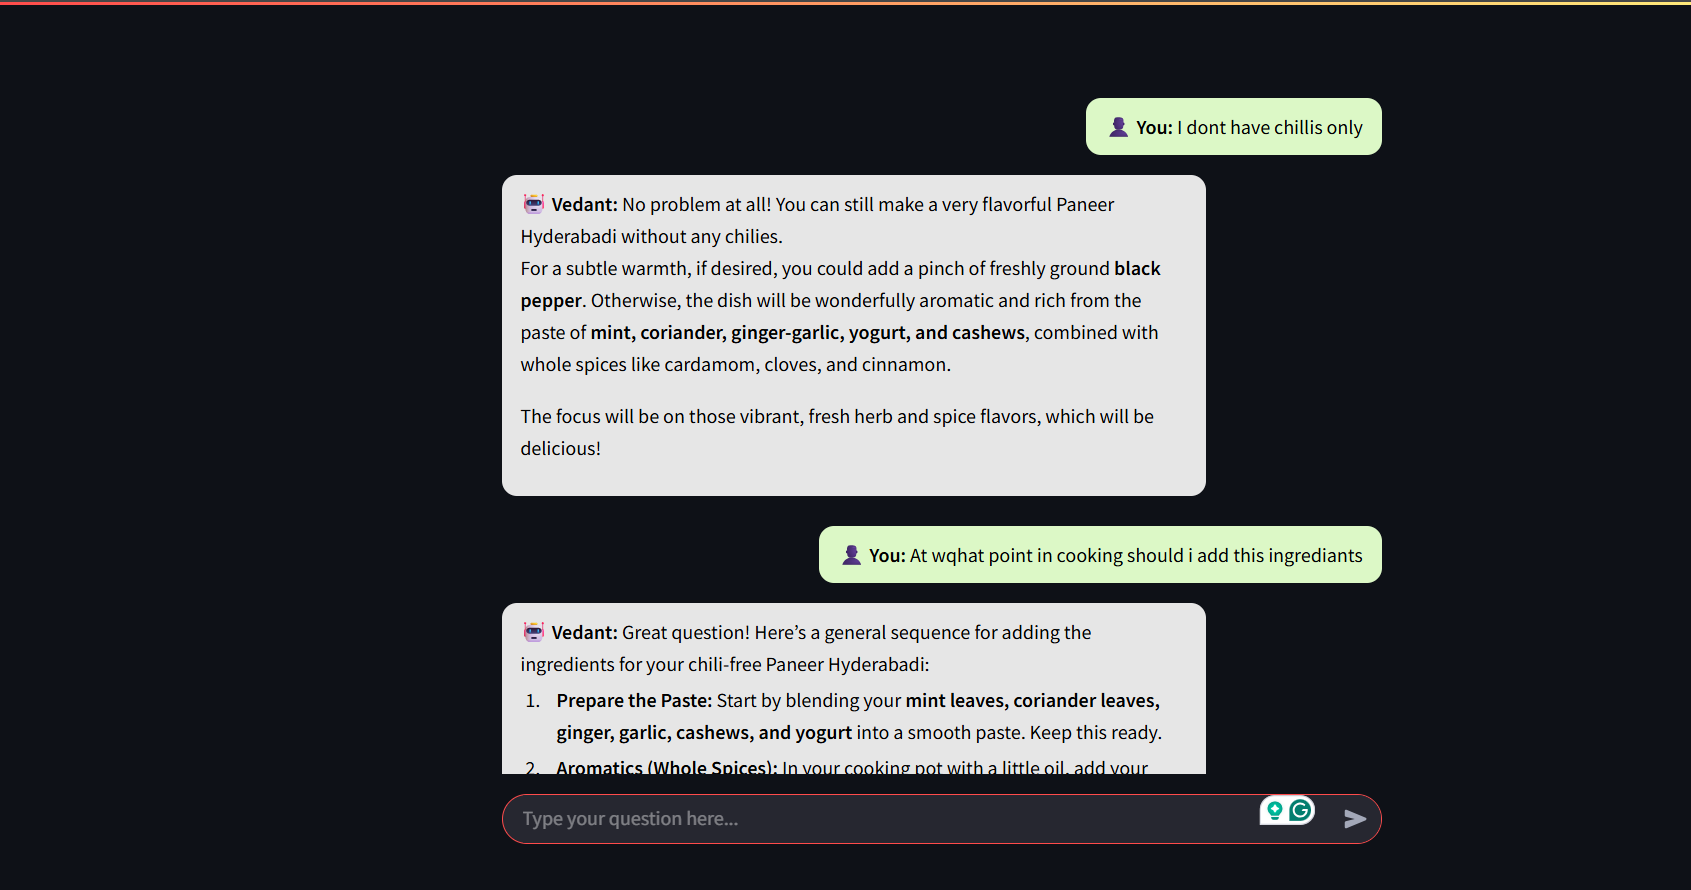 You: I dont have chillis only
Vedant: No problem at all! You can still make a very flavorful Paneer
Hyderabadi without any chilies.
For a subtle warmth, if desired, you could add a pinch of freshly ground black
pepper. Otherwise, the dish will be wonderfully aromatic and rich from the
paste of mint, coriander, ginger-garlic, yogurt, and cashews, combined with
whole spices like cardamom, cloves, and cinnamon.
The focus will be on those vibrant, fresh herb and spice flavors, which will be
delicious!
You: At wqhat point in cooking should i add this ingrediants
Vedant: Great question! Here’s a general sequence for adding the
ingredients for your chili-free Paneer Hyderabadi:
1. Prepare the Paste: Start by blending your mint leaves, coriander leaves,
ginger, garlic, cashews, and yogurt into a smooth paste. Keep this ready.
2. Aromatics (Whole Spices): In your cooking pot with a little oil, add your
Type your question here...